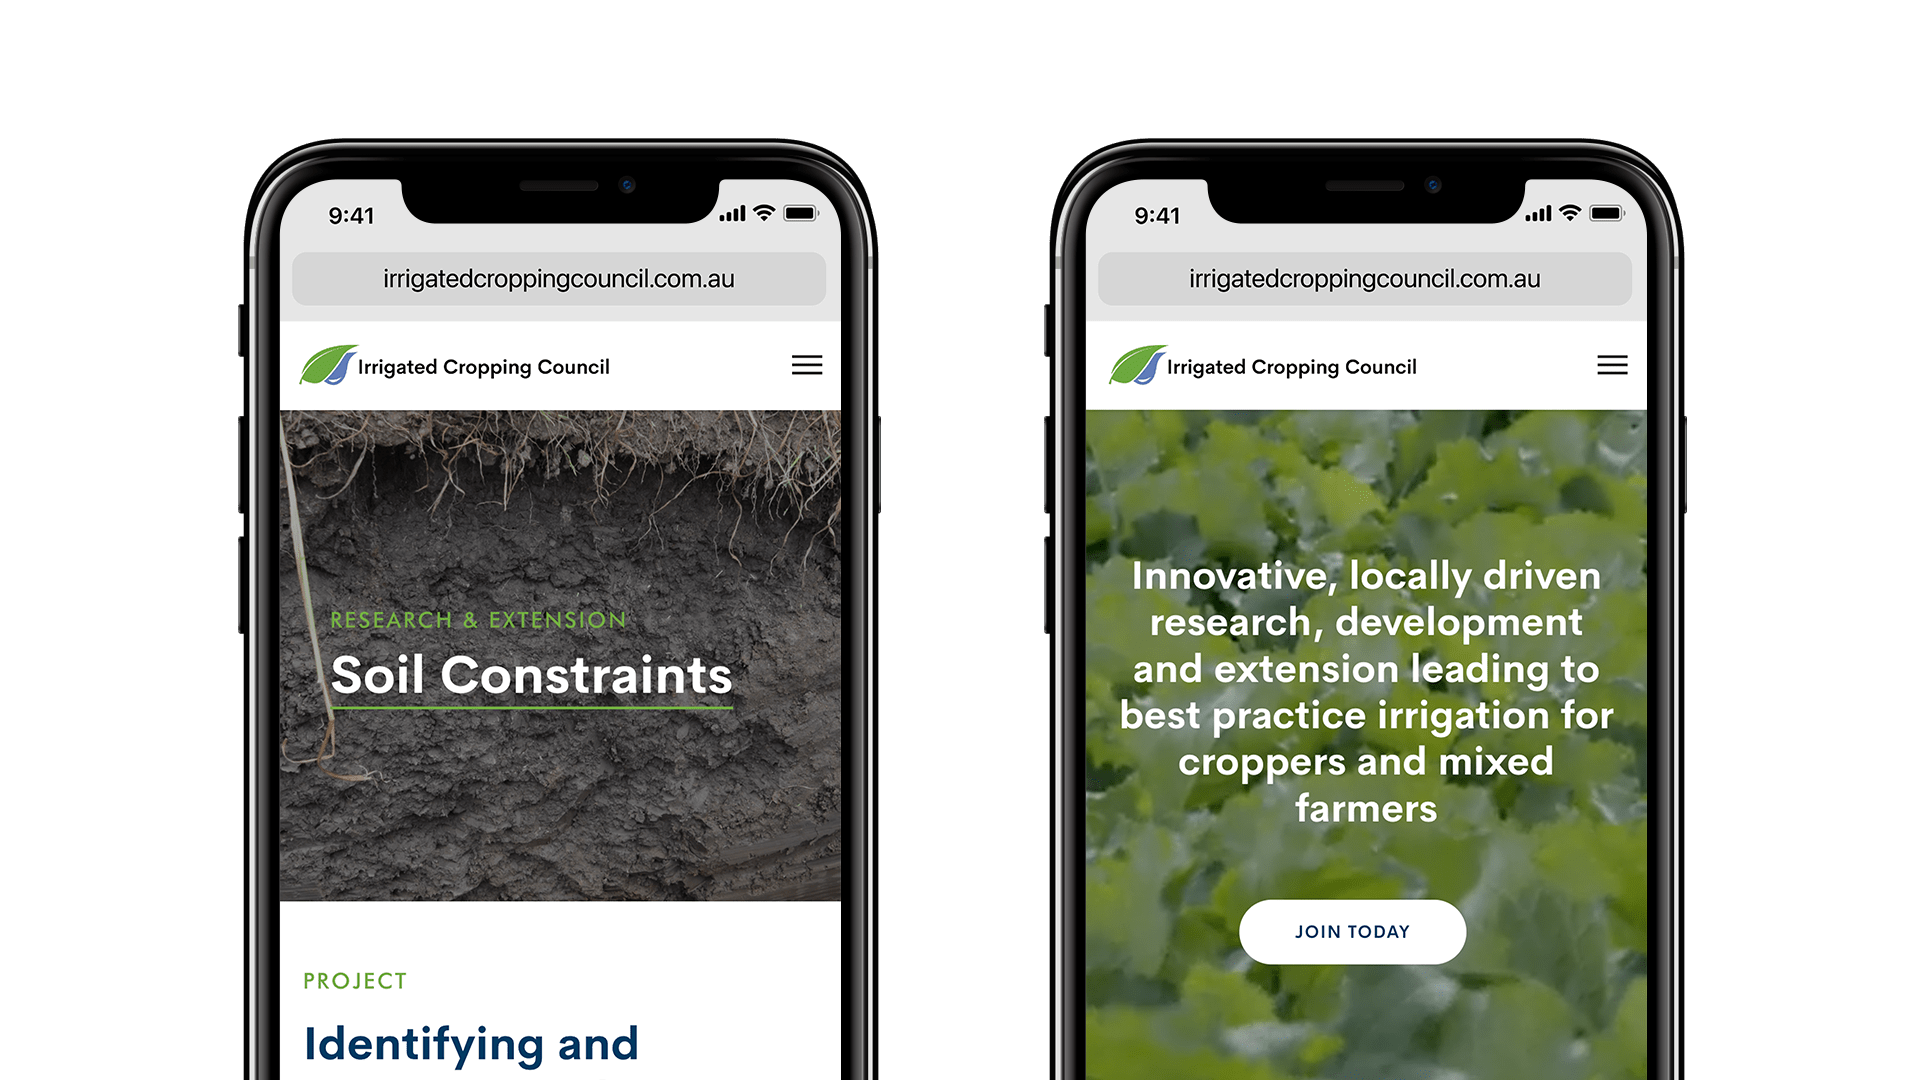 9:41
irrigatedcroppingcouncil.com.au
Irrigated Cropping Council
RESEARCH & EXTENSION
Soil Constraints
PROJECT
Identifying and
9:41
irrigatedcroppingcouncil.com.au
Irrigated Cropping Council
Innovative, locally driven
research, development
and extension leading to
best practice irrigation for
croppers and mixed
farmers
JOIN TODAY